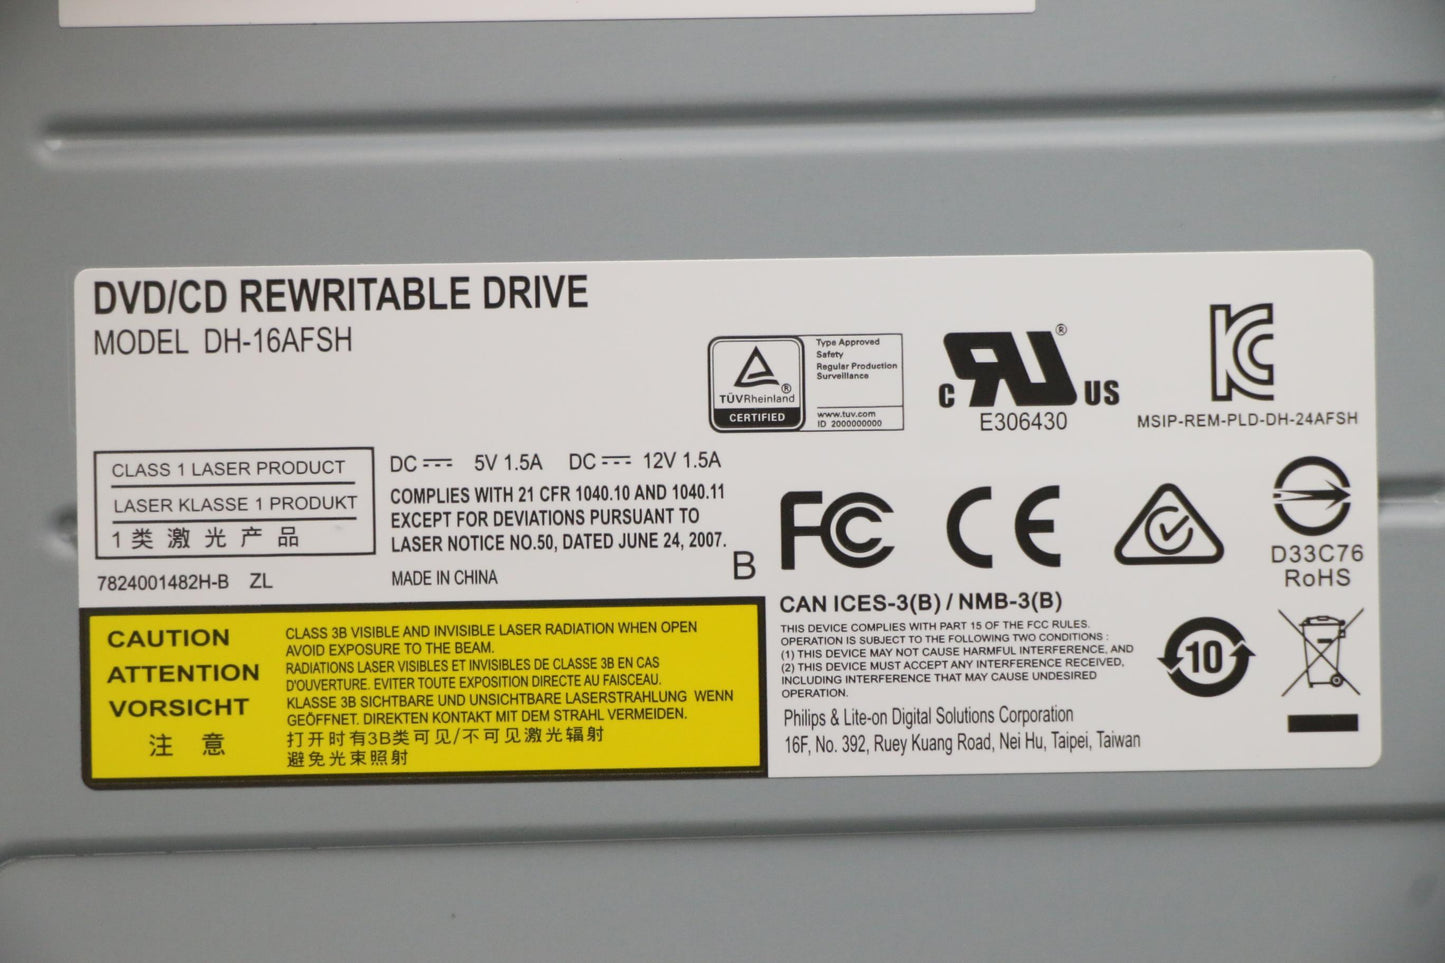 DVD/CD REWRITABLE DRIVE
MODEL DH-16AFSH
TÜVRheinland®
CERTIFIED
Type Approved
Safety
Regular Production
Surveillance
www.tuv.com
ID 2000000000
C RU US ®
E306430
KC
MSIP-REM-PLD-DH-24AFSH
CLASS 1 LASER PRODUCT
LASER KLASSE 1 PRODUKT
1 类 激 光 产 品
7824001482H-B ZL
DC 5V 1.5A DC 12V 1.5A
COMPLIES WITH 21 CFR 1040.10 AND 1040.11
EXCEPT FOR DEVIATIONS PURSUANT TO
LASER NOTICE NO.50, DATED JUNE 24, 2007.
MADE IN CHINA
B
FC CE
D33C76
RoHS
CAUTION
ATTENTION
VORSICHT
注 意
CLASS 3B VISIBLE AND INVISIBLE LASER RADIATION WHEN OPEN
AVOID EXPOSURE TO THE BEAM.
RADIATIONS LASER VISIBLES ET INVISIBLES DE CLASSE 3B EN CAS
D'OUVERTURE. EVITER TOUTE EXPOSITION DIRECTE AU FAISCEAU.
KLASSE 3B SICHTBARE UND UNSICHTBARE LASERSTRAHLUNG WENN
GEÖFFNET. DIREKTEN KONTAKT MIT DEM STRAHL VERMEIDEN.
打开时有3B类可见/不可见激光辐射
避免光束照射
CAN ICES-3(B) / NMB-3(B)
THIS DEVICE COMPLIES WITH PART 15 OF THE FCC RULES.
OPERATION IS SUBJECT TO THE FOLLOWING TWO CONDITIONS :
(1) THIS DEVICE MAY NOT CAUSE HARMFUL INTERFERENCE, AND
(2) THIS DEVICE MUST ACCEPT ANY INTERFERENCE RECEIVED,
INCLUDING INTERFERENCE THAT MAY CAUSE UNDESIRED
OPERATION.
Philips & Lite-on Digital Solutions Corporation
16F, No. 392, Ruey Kuang Road, Nei Hu, Taipei, Taiwan
10